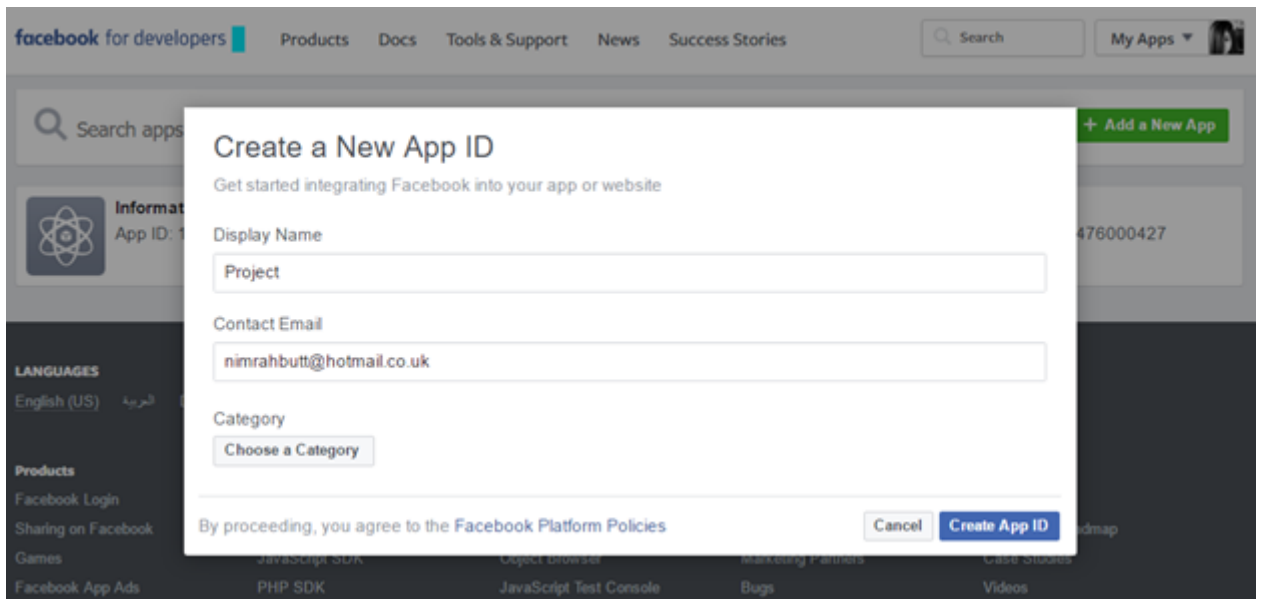 facebook for developers Products Docs Tools & Support News Success Stories Search My Apps
Search apps + Add a New App
Create a New App ID
Get started integrating Facebook into your app or website
Informat
App ID: 1 476000427
Display Name
Project
Contact Email
nimrahbutt@hotmail.co.uk
LANGUAGES
English (US) العربية
Category
Choose a Category
Products
Facebook Login
By proceeding, you agree to the Facebook Platform Policies Cancel Create App ID
Sharing on Facebook
Games JavaScript SDK Object Browser Marketing Partners Case Studies
Facebook App Ads PHP SDK JavaScript Test Console Bugs Videos